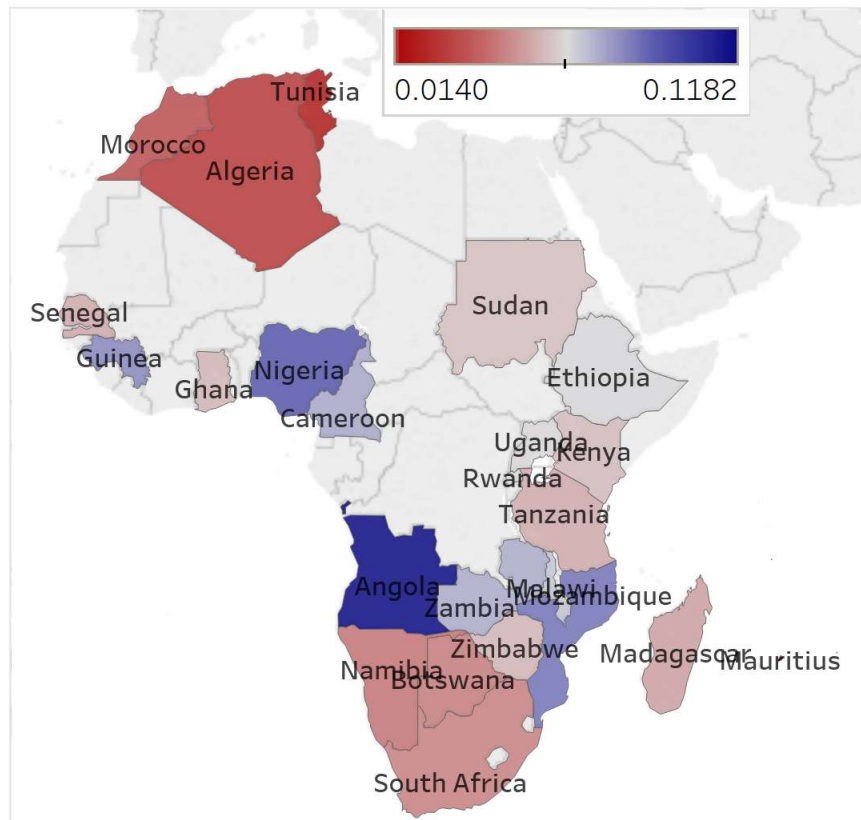 0.0140 0.1182
Tunisia
Morocco
Algeria
Senegal
Sudan
Guinea
Nigeria
Ethiopia
Ghana
Cameroon
Uganda
Kenya
Rwanda
Tanzania
Angola
Malawi
Mozambique
Zambia
Zimbabwe
Madagascar
Mauritius
Namibia
Botswana
South Africa